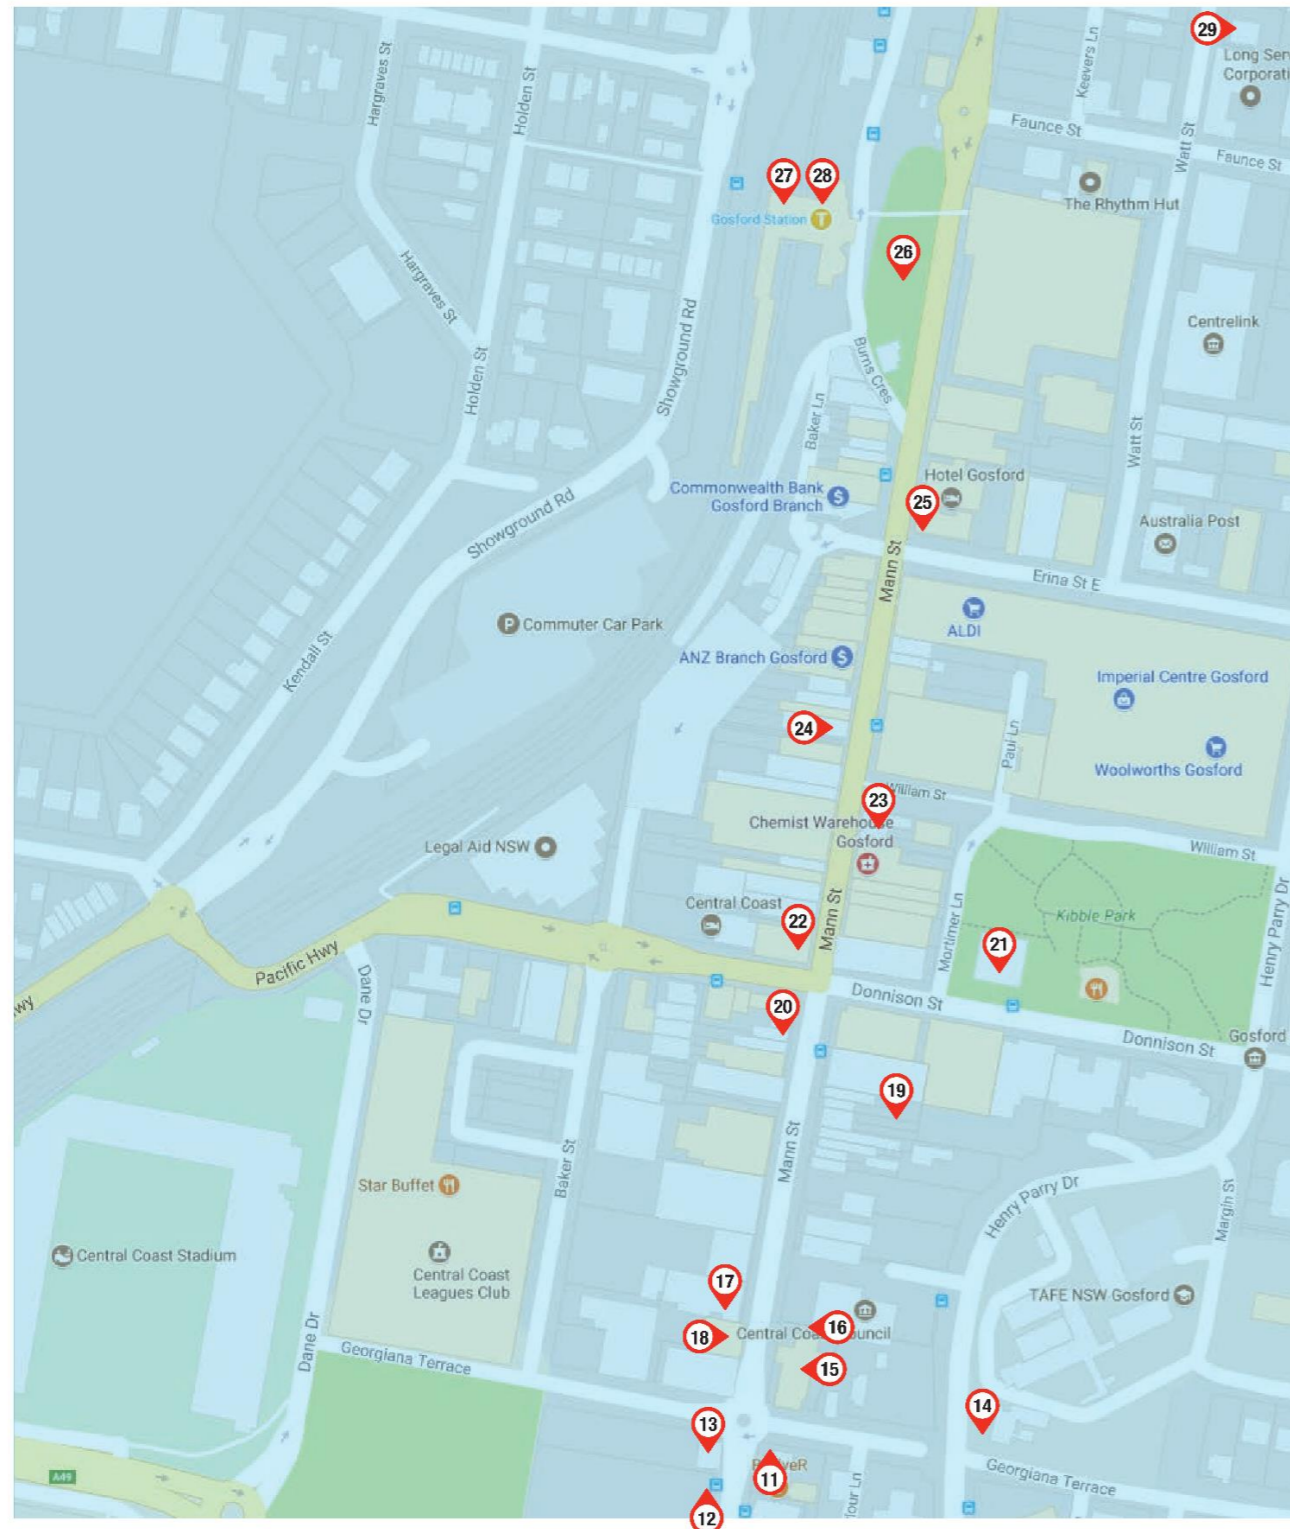 29
Long Ser
Corporati
Hargraves St
Holden St
Keevers Ln
Faunce St
Watt St
Faunce St
27
28
Gosford Station
The Rhythm Hut
26
Hargraves St
Showground Rd
Centrelink
Holden St
Burns Cres
Baker Ln
Watt St
Hotel Gosford
Commonwealth Bank
Gosford Branch
25
Showground Rd
Australia Post
Mann St
Erina St E
Commuter Car Park
ALDI
Kendall St
ANZ Branch Gosford
Imperial Centre Gosford
24
Paul Ln
Woolworths Gosford
William St
23
Chemist Warehouse
Gosford
Legal Aid NSW
William St
Central Coast
22
Mann St
Mortimer Ln
Kibble Park
21
Henry Parry Dr
Pacific Hwy
wy
Dane Dr
20
Donnison St
Donnison St
Gosford
19
Mann St
Baker St
Star Buffet
Henry Parry Dr
Margin St
Central Coast Stadium
Central Coast
Leagues Club
17
TAFE NSW Gosford
16
18
Dane Dr
Georgiana Terrace
15
14
13
A49
11
Georgiana Terrace
12